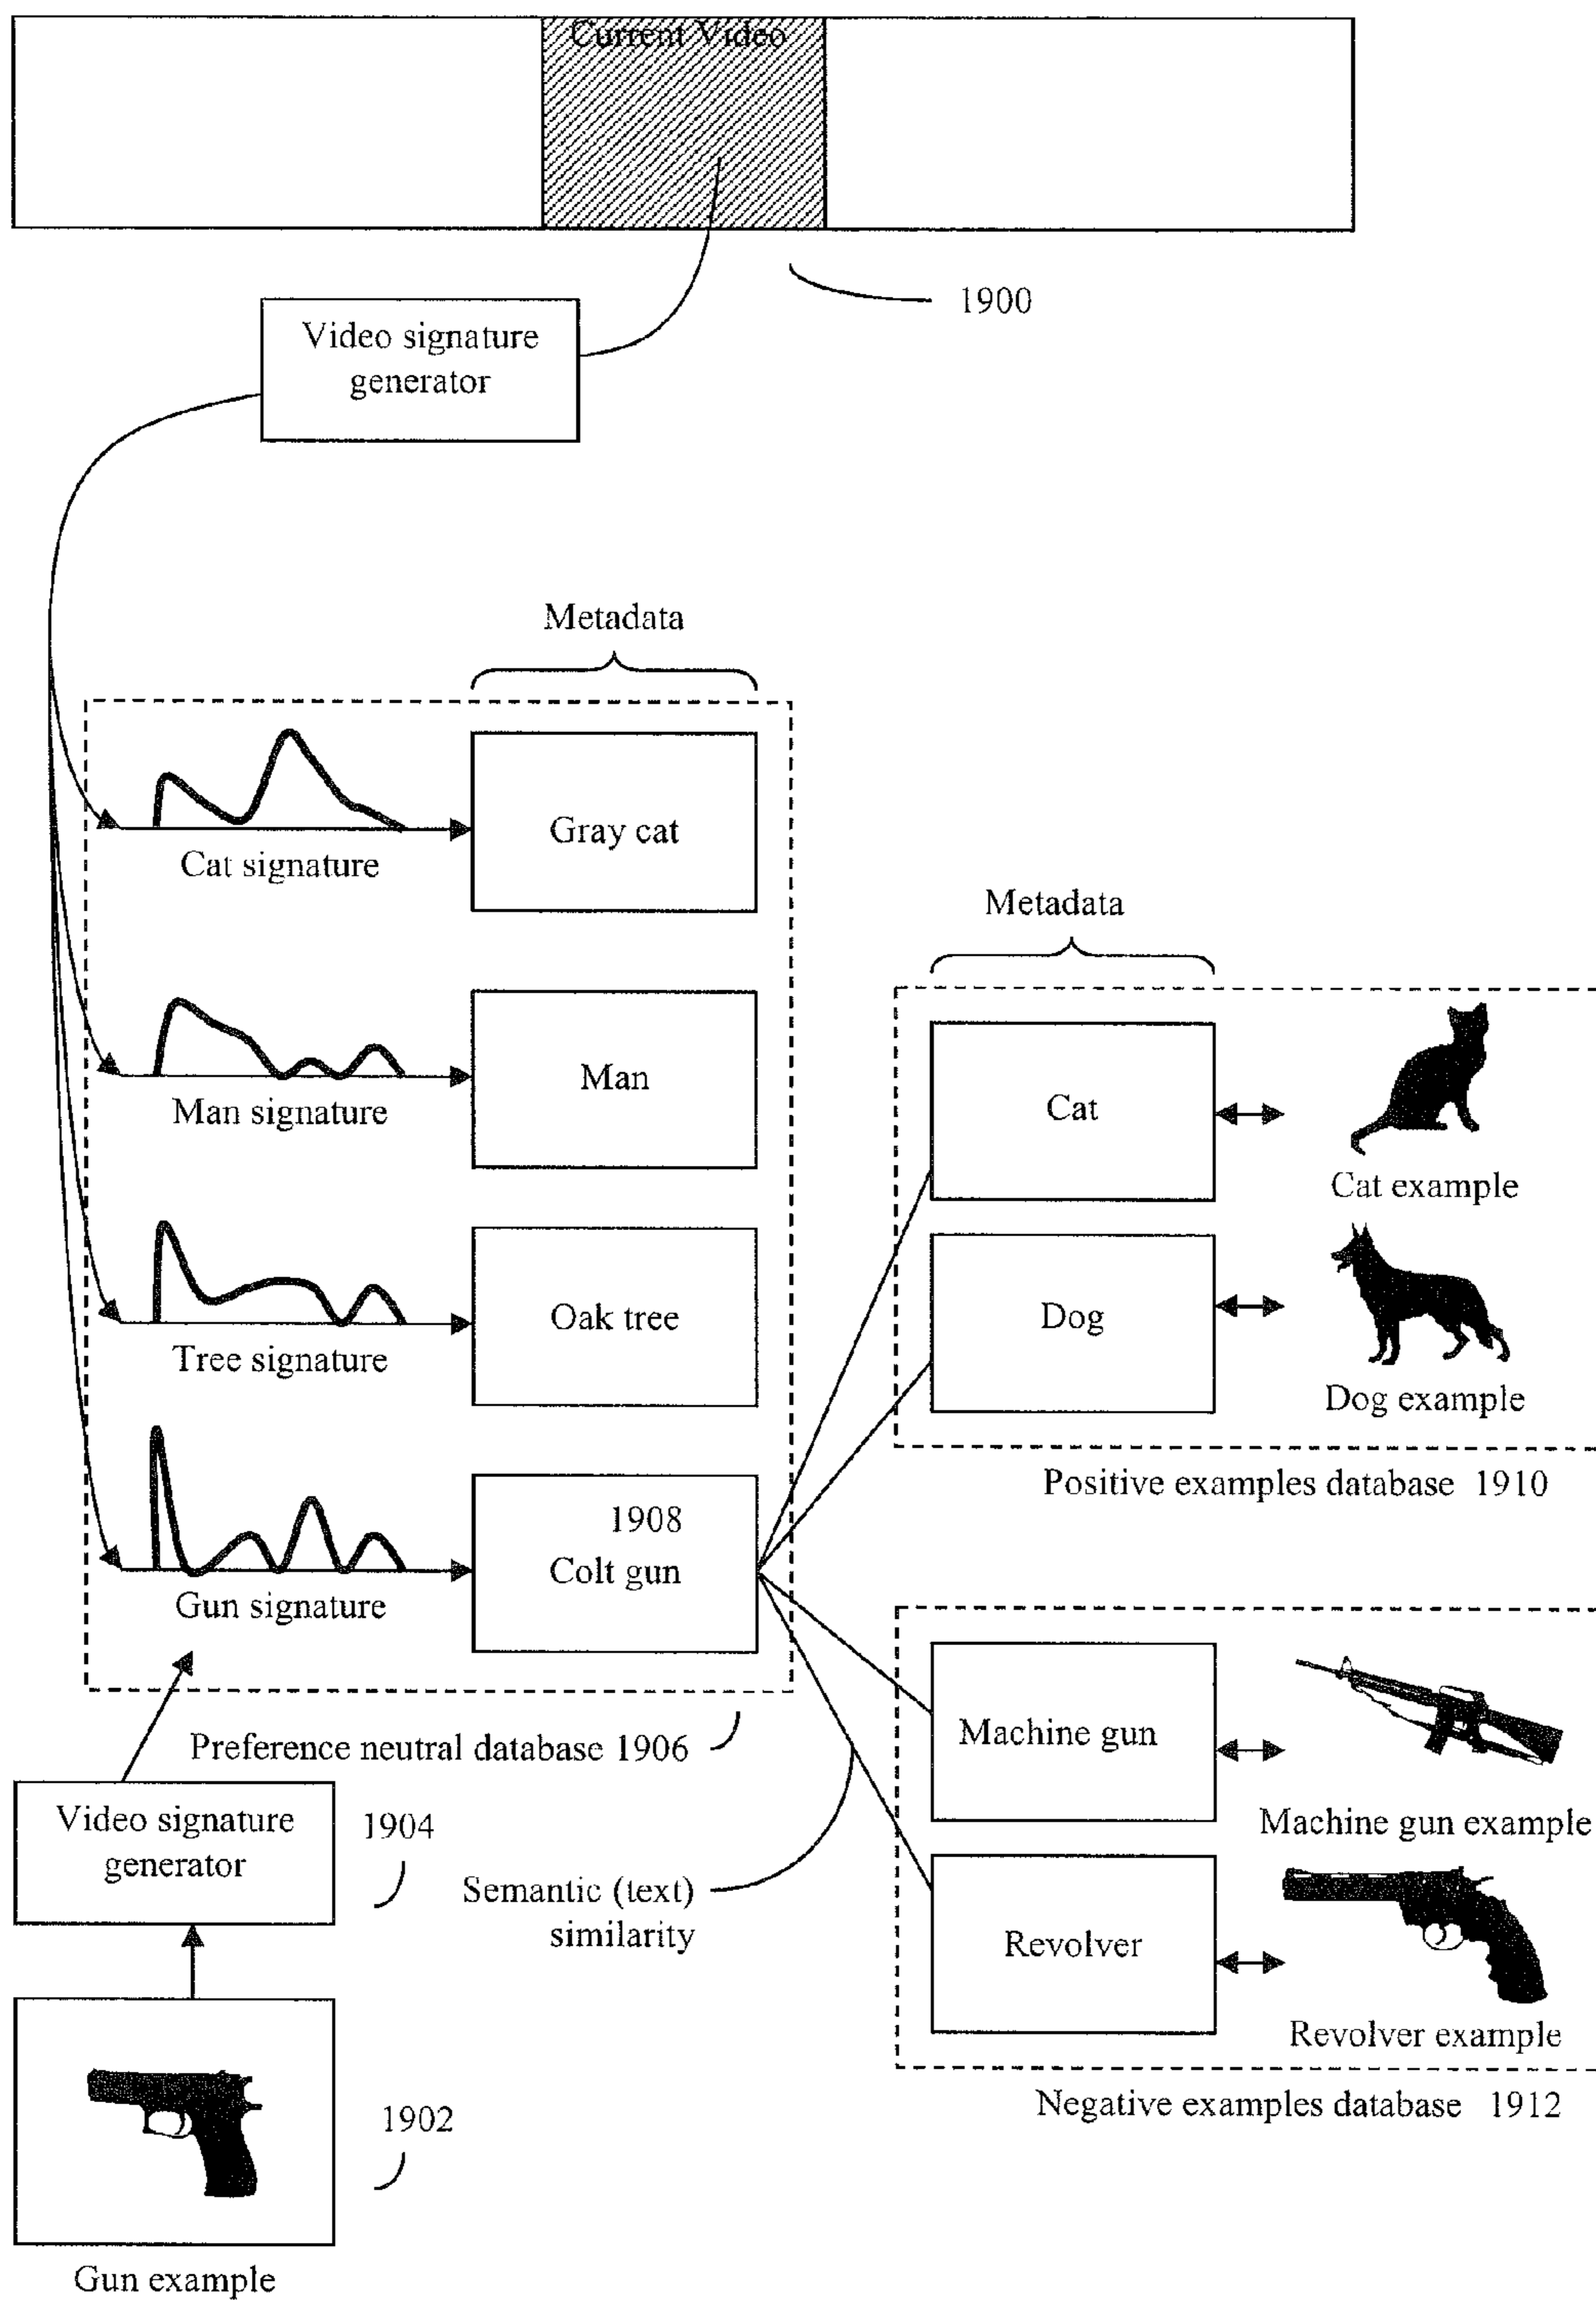 Current Video
1900
Video signature
generator
Metadata
Gray cat
Cat signature
Metadata
Man
Man signature
Cat
Cat example
Oak tree
Tree signature
Dog
Dog example
Positive examples database 1910
1908
Colt gun
Gun signature
Machine gun
Machine gun example
Preference neutral database 1906
Video signature
generator
1904
Semantic (text)
similarity
Revolver
Revolver example
Negative examples database 1912
1902
Gun example